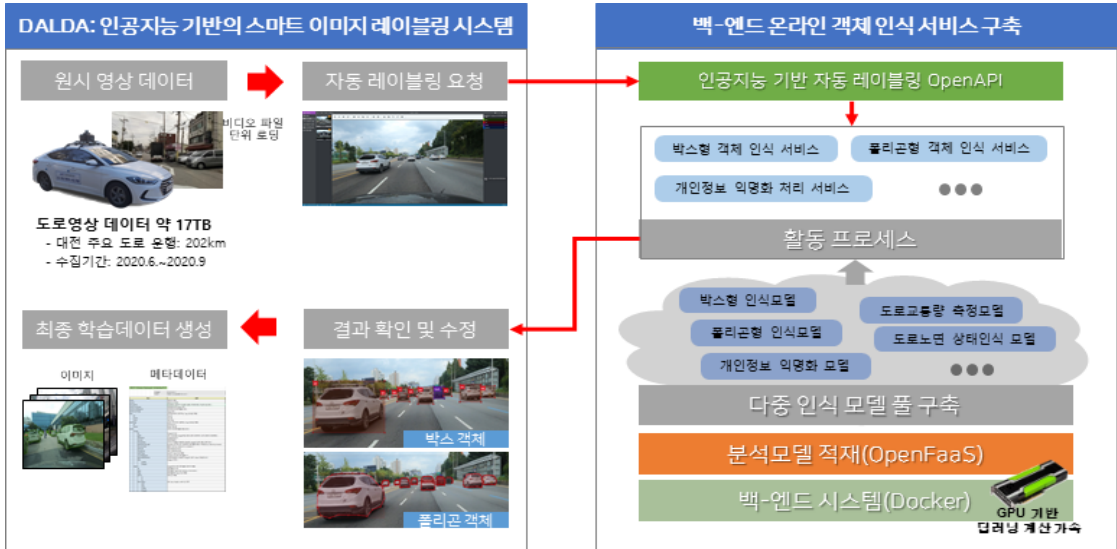 DALDA: 인공지능 기반의 스마트 이미지 레이블링 시스템
원시 영상 데이터
자동 레이블링 요청
비디오 파일
단위 로딩
도로영상 데이터 약 17TB
- 대전 주요 도로 운행: 202km
- 수집기간: 2020.6.~2020.9
최종 학습데이터 생성
결과 확인 및 수정
이미지
메타데이터
박스 객체
폴리곤 객체
백-엔드 온라인 객체 인식 서비스 구축
인공지능 기반 자동 레이블링 OpenAPI
박스형 객체 인식 서비스
폴리곤형 객체 인식 서비스
개인정보 익명화 처리 서비스
활동 프로세스
박스형 인식모델
도로교통량 측정모델
폴리곤형 인식모델
도로노면 상태인식 모델
개인정보 익명화 모델
다중 인식 모델 풀 구축
분석모델 적재(OpenFaaS)
백-엔드 시스템(Docker)
GPU 기반
딥러닝 계산가속